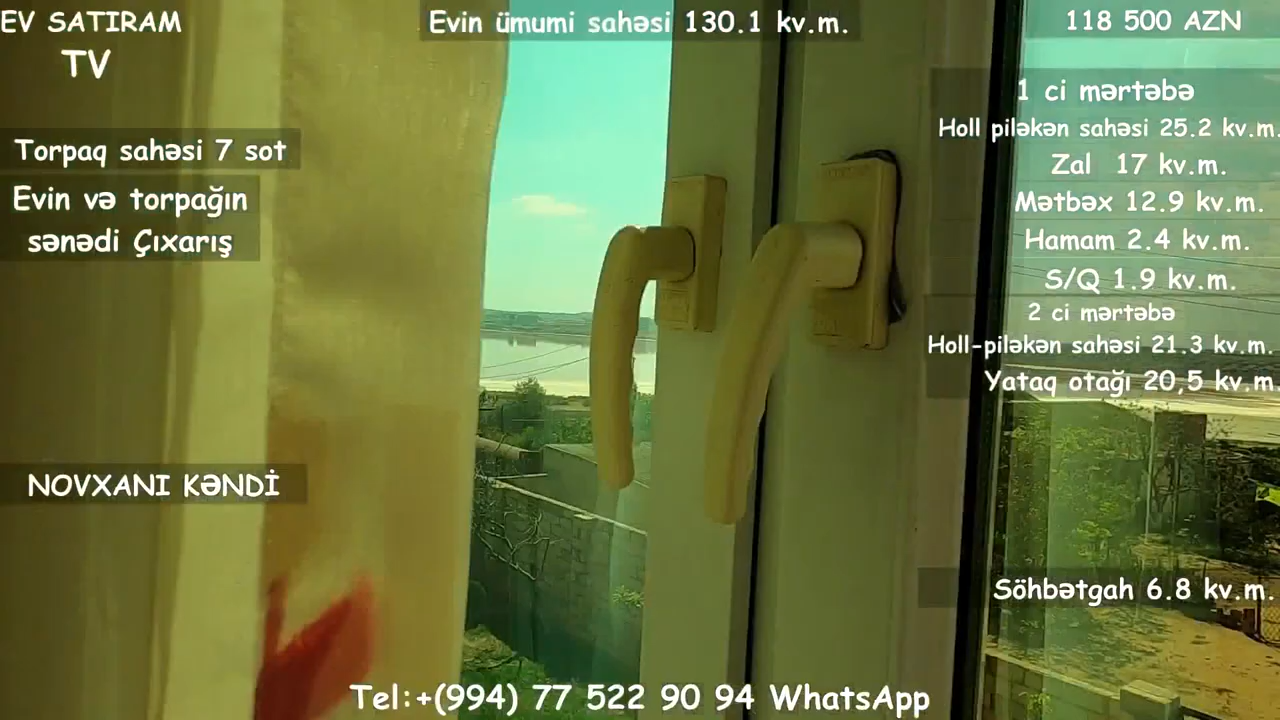 EV SATIRAM
TV
Evin ümumi sahəsi 130.1 kv.m.
118 500 AZN
Torpaq sahəsi 7 sot
Evin və torpağın
sənədi Çıxarış
NOVXANI KƏNDİ
1 ci mərtəbə
Holl piləkən sahəsi 25.2 kv.m.
Zal 17 kv.m.
Mətbəx 12.9 kv.m.
Hamam 2.4 kv.m.
S/Q 1.9 kv.m.
2 ci mərtəbə
Holl-piləkən sahəsi 21.3 kv.m.
Yataq otağı 20,5 kv.m.
Söhbətgah 6.8 kv.m.
Tel:+(994) 77 522 90 94 WhatsApp